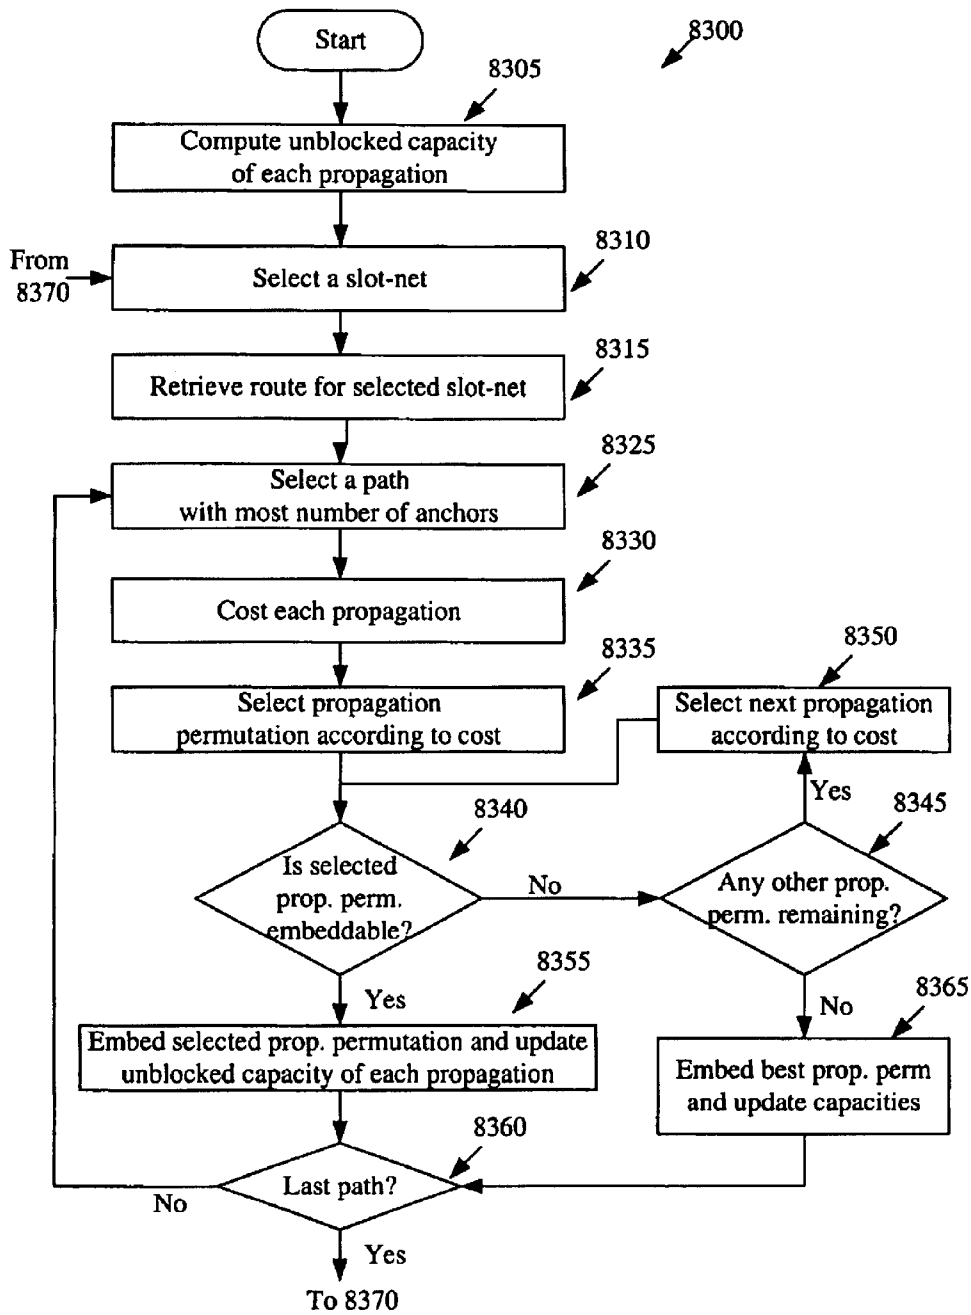 Start
8300
8305
Compute unblocked capacity
of each propagation
8310
From
8370
Select a slot-net
8315
Retrieve route for selected slot-net
8325
Select a path
with most number of anchors
8330
Cost each propagation
8335
Select propagation
permutation according to cost
8350
Select next propagation
according to cost
Yes
8340
8345
Is selected
prop. perm.
embeddable?
No
Any other prop.
perm. remaining?
8355
Yes
No
8365
Embed selected prop. permutation and update
unblocked capacity of each propagation
Embed best prop. perm
and update capacities
8360
Last path?
No
Yes
To 8370